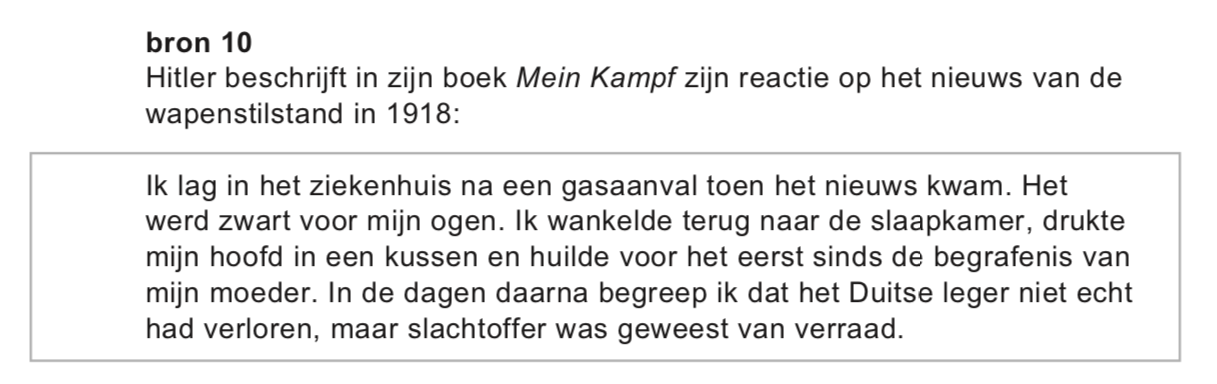 bron 10
Hitler beschrijft in zijn boek Mein Kampf zijn reactie op het nieuws van de
wapenstilstand in 1918:
Ik lag in het ziekenhuis na een gasaanval toen het nieuws kwam. Het
werd zwart voor mijn ogen. Ik wankelde terug naar de slaapkamer, drukte
mijn hoofd in een kussen en huilde voor het eerst sinds de begrafenis van
mijn moeder. In de dagen daarna begreep ik dat het Duitse leger niet echt
had verloren, maar slachtoffer was geweest van verraad.